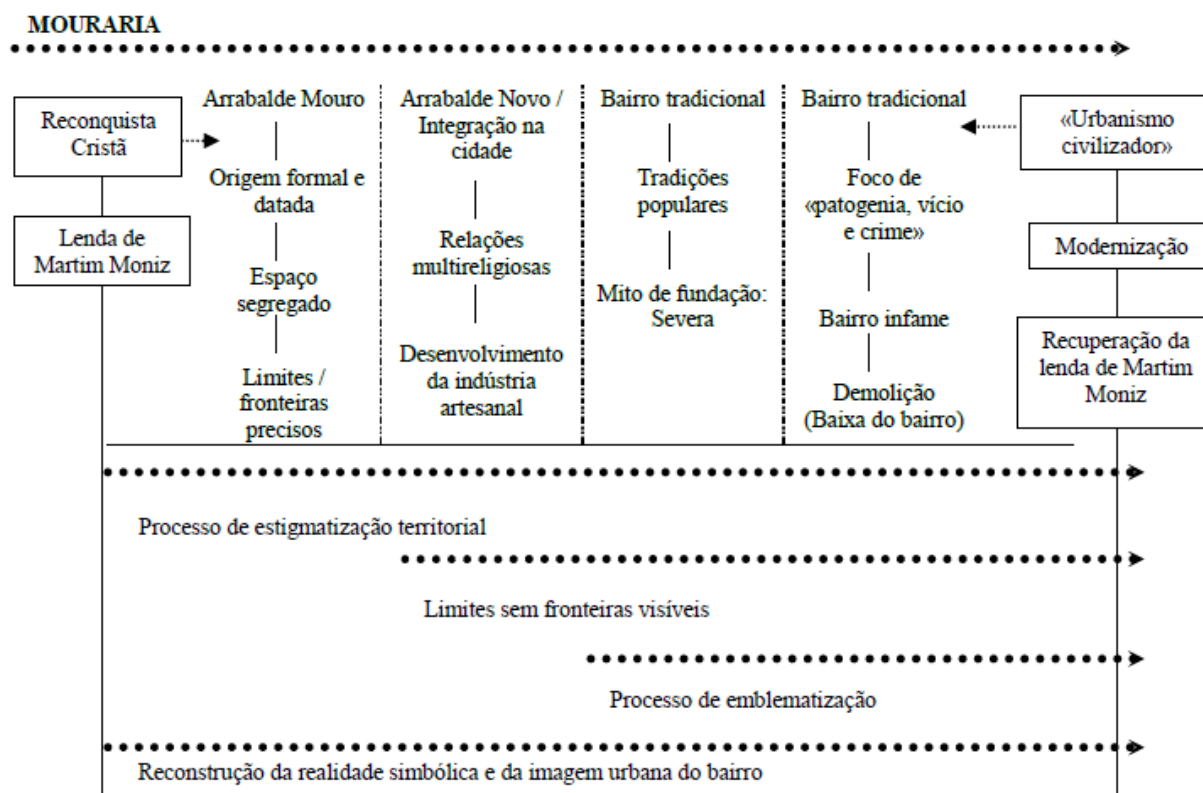 MOURARIA
Reconquista
Cristã
Lenda de
Martim Moniz
Arrabalde Mouro
Origem formal e
datada
Espaço
segregado
Limites /
fronteiras
precisos
Arrabalde Novo /
Integração na
cidade
Relações
multireligiosas
Desenvolvimento
da indústria
artesanal
Bairro tradicional
Tradições
populares
Mito de fundação:
Severa
Bairro tradicional
Foco de
«patogenia, vício
e crime»
Bairro infame
Demolição
(Baixa do bairro)
«Urbanismo
civilizador»
Modernização
Recuperação da
lenda de Martim
Moniz
Processo de estigmatização territorial
Limites sem fronteiras visíveis
Processo de emblematização
Reconstrução da realidade simbólica e da imagem urbana do bairro